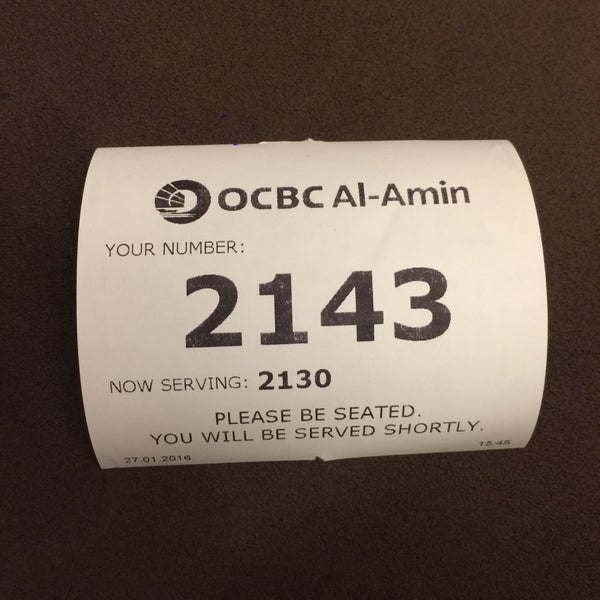 OCBC Al-Amin
YOUR NUMBER:
2143
NOW SERVING: 2130
PLEASE BE SEATED.
YOU WILL BE SERVED SHORTLY.
27.01.2016 15:45